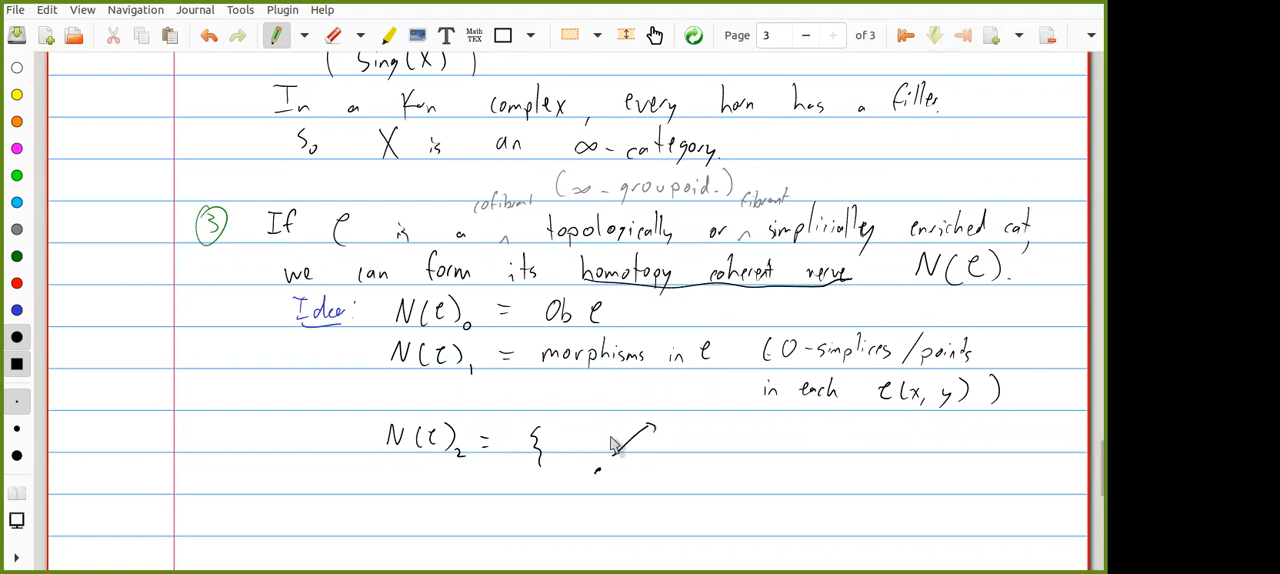 File Edit View Navigation Journal Tools Plugin Help
T Math TEX Page 3 of 3
( Sing(X) )
In a Kan complex, every horn has a filler.
So X is an ∞-category.
(∞-groupoid.)
cofibrant fibrant
③ If C is a ^ topologically or ^ simplicially enriched cat,
we can form its homotopy coherent nerve N(C).
Idea: N(C)₀ = Ob C
N(C)₁ = morphisms in C (0-simplices/points
in each C(x, y))
N(C)₂ = {